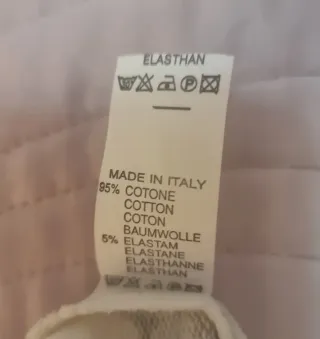 ELASTHAN
MADE IN ITALY
95% COTONE
COTTON
COTON
BAUMWOLLE
5% ELASTAM
ELASTANE
ELASTHANNE
ELASTHAN